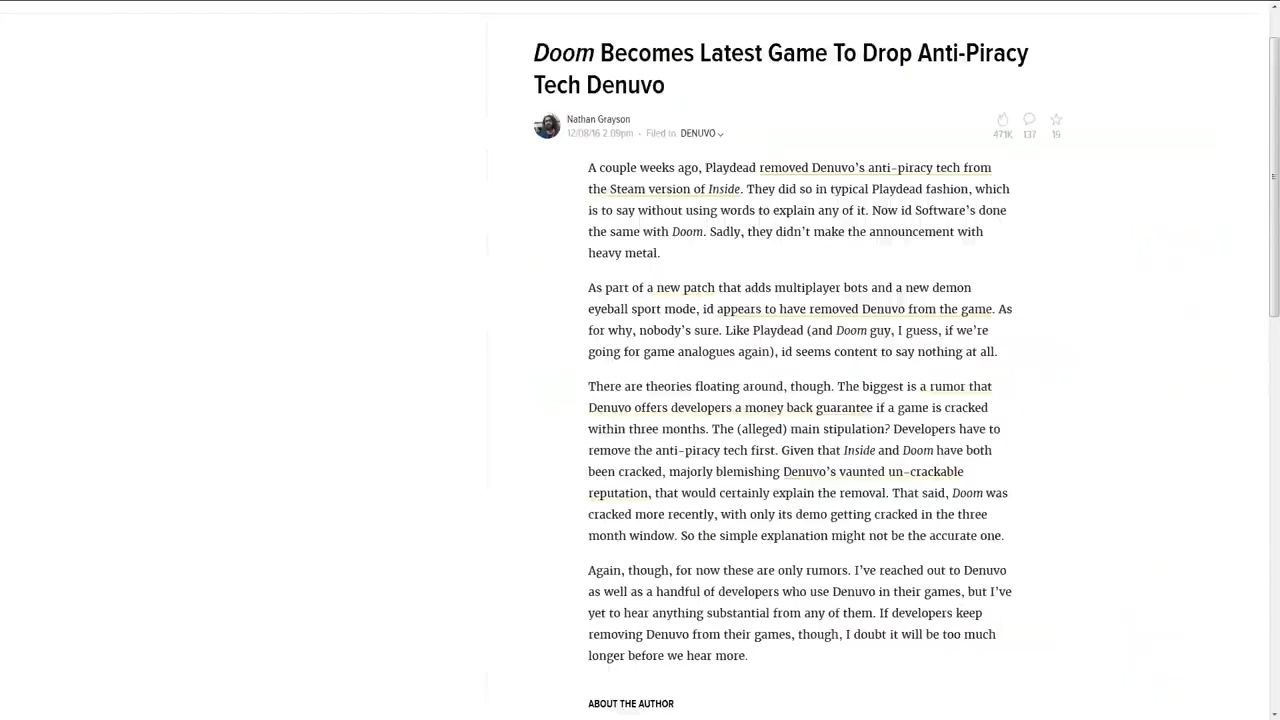 Doom Becomes Latest Game To Drop Anti-Piracy
Tech Denuvo
Nathan Grayson
12/08/16 2:09pm • Filed to: DENUVO
471K 137 19
A couple weeks ago, Playdead removed Denuvo's anti-piracy tech from
the Steam version of Inside. They did so in typical Playdead fashion, which
is to say without using words to explain any of it. Now id Software's done
the same with Doom. Sadly, they didn't make the announcement with
heavy metal.
As part of a new patch that adds multiplayer bots and a new demon
eyeball sport mode, id appears to have removed Denuvo from the game. As
for why, nobody's sure. Like Playdead (and Doom guy, I guess, if we're
going for game analogues again), id seems content to say nothing at all.
There are theories floating around, though. The biggest is a rumor that
Denuvo offers developers a money back guarantee if a game is cracked
within three months. The (alleged) main stipulation? Developers have to
remove the anti-piracy tech first. Given that Inside and Doom have both
been cracked, majorly blemishing Denuvo's vaunted un-crackable
reputation, that would certainly explain the removal. That said, Doom was
cracked more recently, with only its demo getting cracked in the three
month window. So the simple explanation might not be the accurate one.
Again, though, for now these are only rumors. I've reached out to Denuvo
as well as a handful of developers who use Denuvo in their games, but I've
yet to hear anything substantial from any of them. If developers keep
removing Denuvo from their games, though, I doubt it will be too much
longer before we hear more.
ABOUT THE AUTHOR